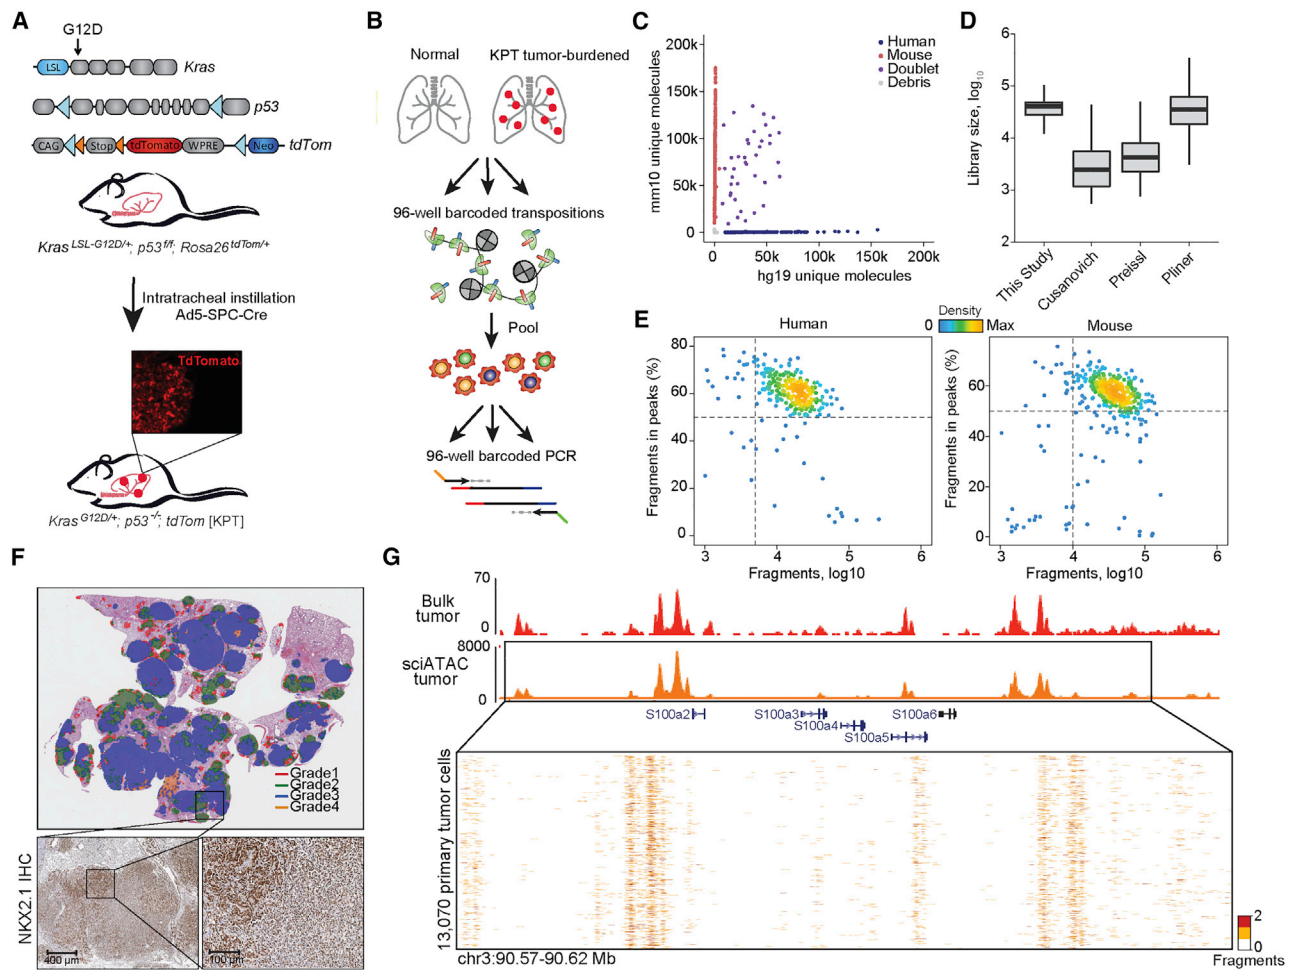 A
G12D
LSL
Kras
p53
CAG
Stop
tdTomato
WPRE
Neo
tdTom
Kras LSL-G12D/+; p53 f/f; Rosa26 tdTom/+
Intratracheal instillation
Ad5-SPC-Cre
TdTomato
Kras G12D/+; p53 -/-; tdTom [KPT]
B
Normal
KPT tumor-burdened
96-well barcoded transpositions
Pool
96-well barcoded PCR
C
Human
Mouse
Doublet
Debris
mm10 unique molecules
200k
150k
100k
50k
0
0
50k
100k
150k
200k
hg19 unique molecules
D
Library size, log10
6
5
4
3
2
This Study
Cusanovich
Preissl
Pliner
E
Density
0
Max
Human
Fragments in peaks (%)
80
60
40
20
0
3
4
5
6
Fragments, log10
Mouse
Fragments in peaks (%)
60
40
20
0
3
4
5
6
Fragments, log10
F
Grade1
Grade2
Grade3
Grade4
NKX2.1 IHC
400 µm
100 µm
G
Bulk
tumor
70
0
sciATAC
tumor
8000
0
S100a2
S100a3
S100a4
S100a5
S100a6
13,070 primary tumor cells
chr3:90.57-90.62 Mb
2
0
Fragments